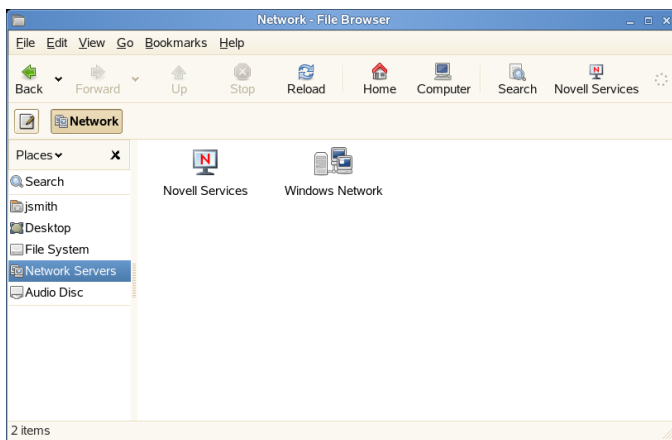 Network - File Browser
File Edit View Go Bookmarks Help
Back Forward Up Stop Reload Home Computer Search Novell Services
Network
Places
Search
jsmith
Desktop
File System
Network Servers
Audio Disc
N
Novell Services
Windows Network
2 items